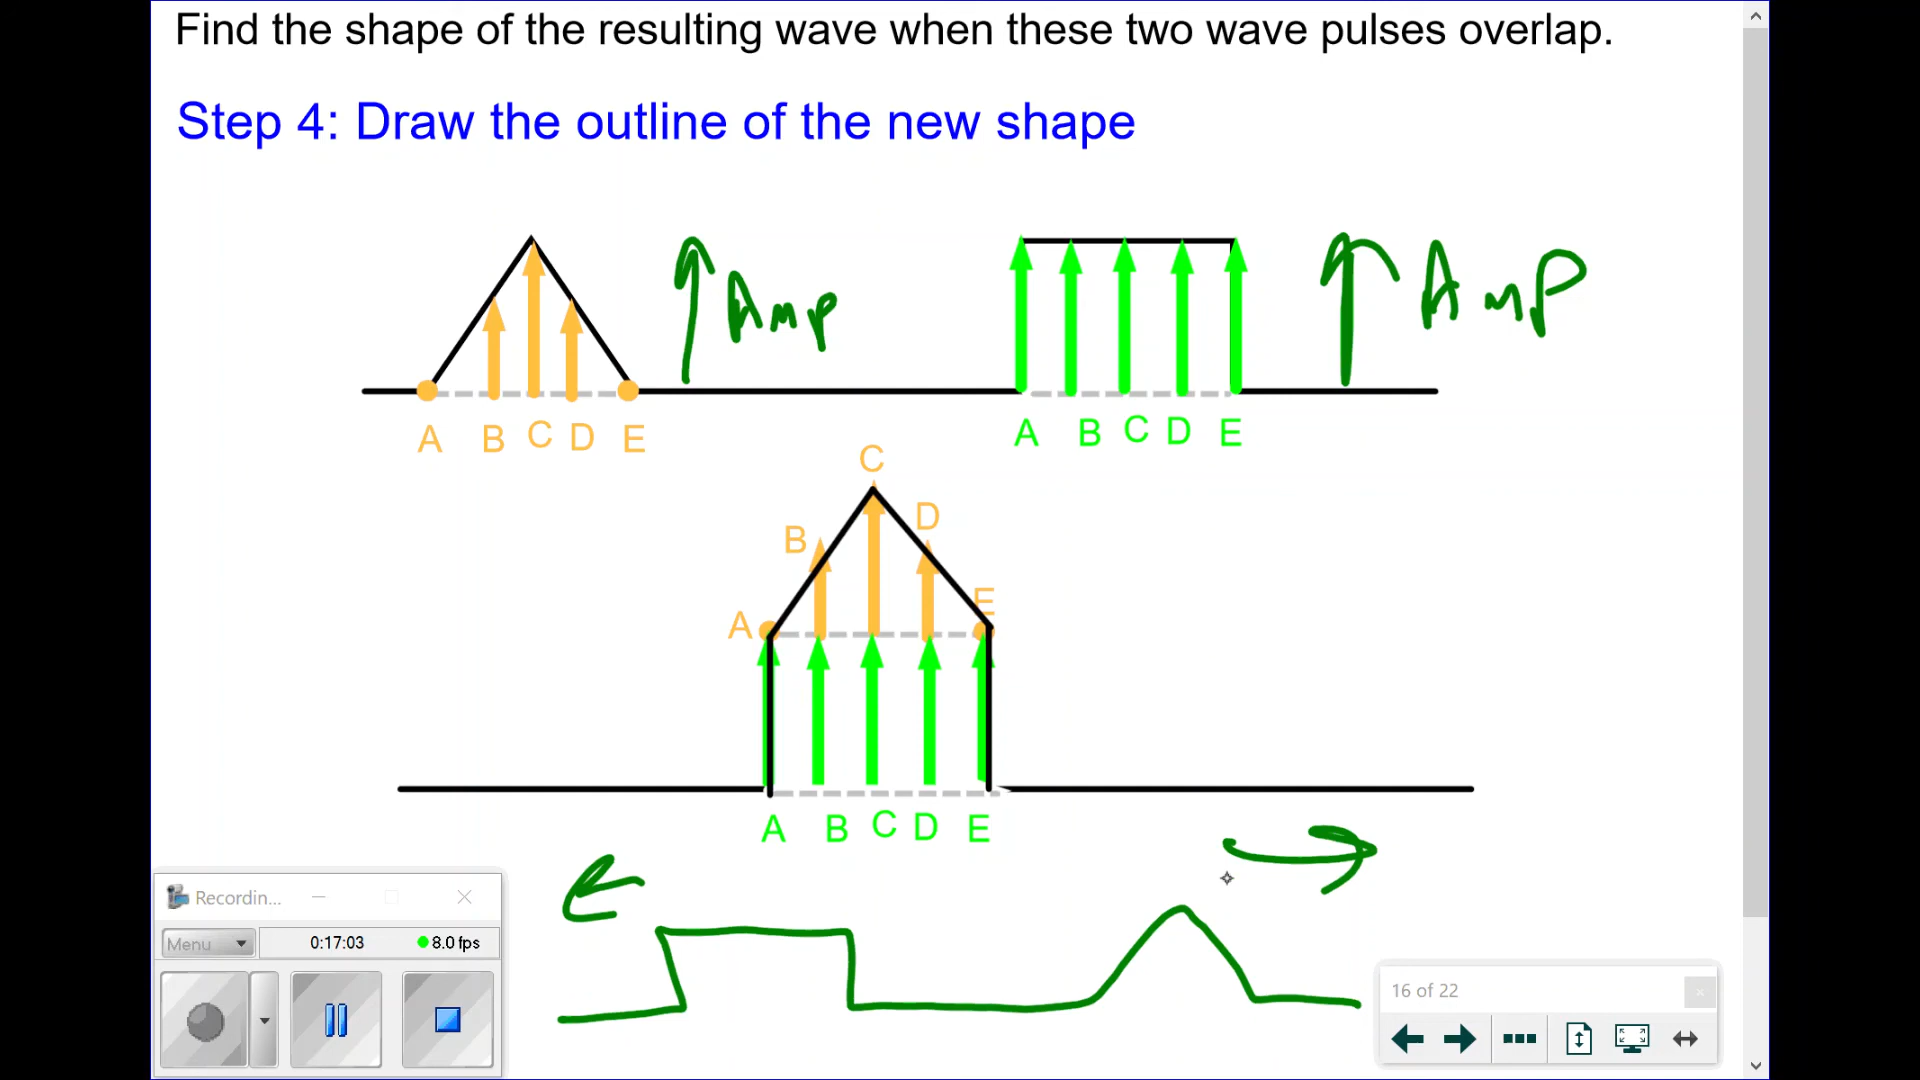 Find the shape of the resulting wave when these two wave pulses overlap.
Step 4: Draw the outline of the new shape
Amp
AmP
A B C D E
A B C D E
C
B
D
A
E
A B C D E
Recordin...
Menu
0:17:03
8.0 fps
16 of 22